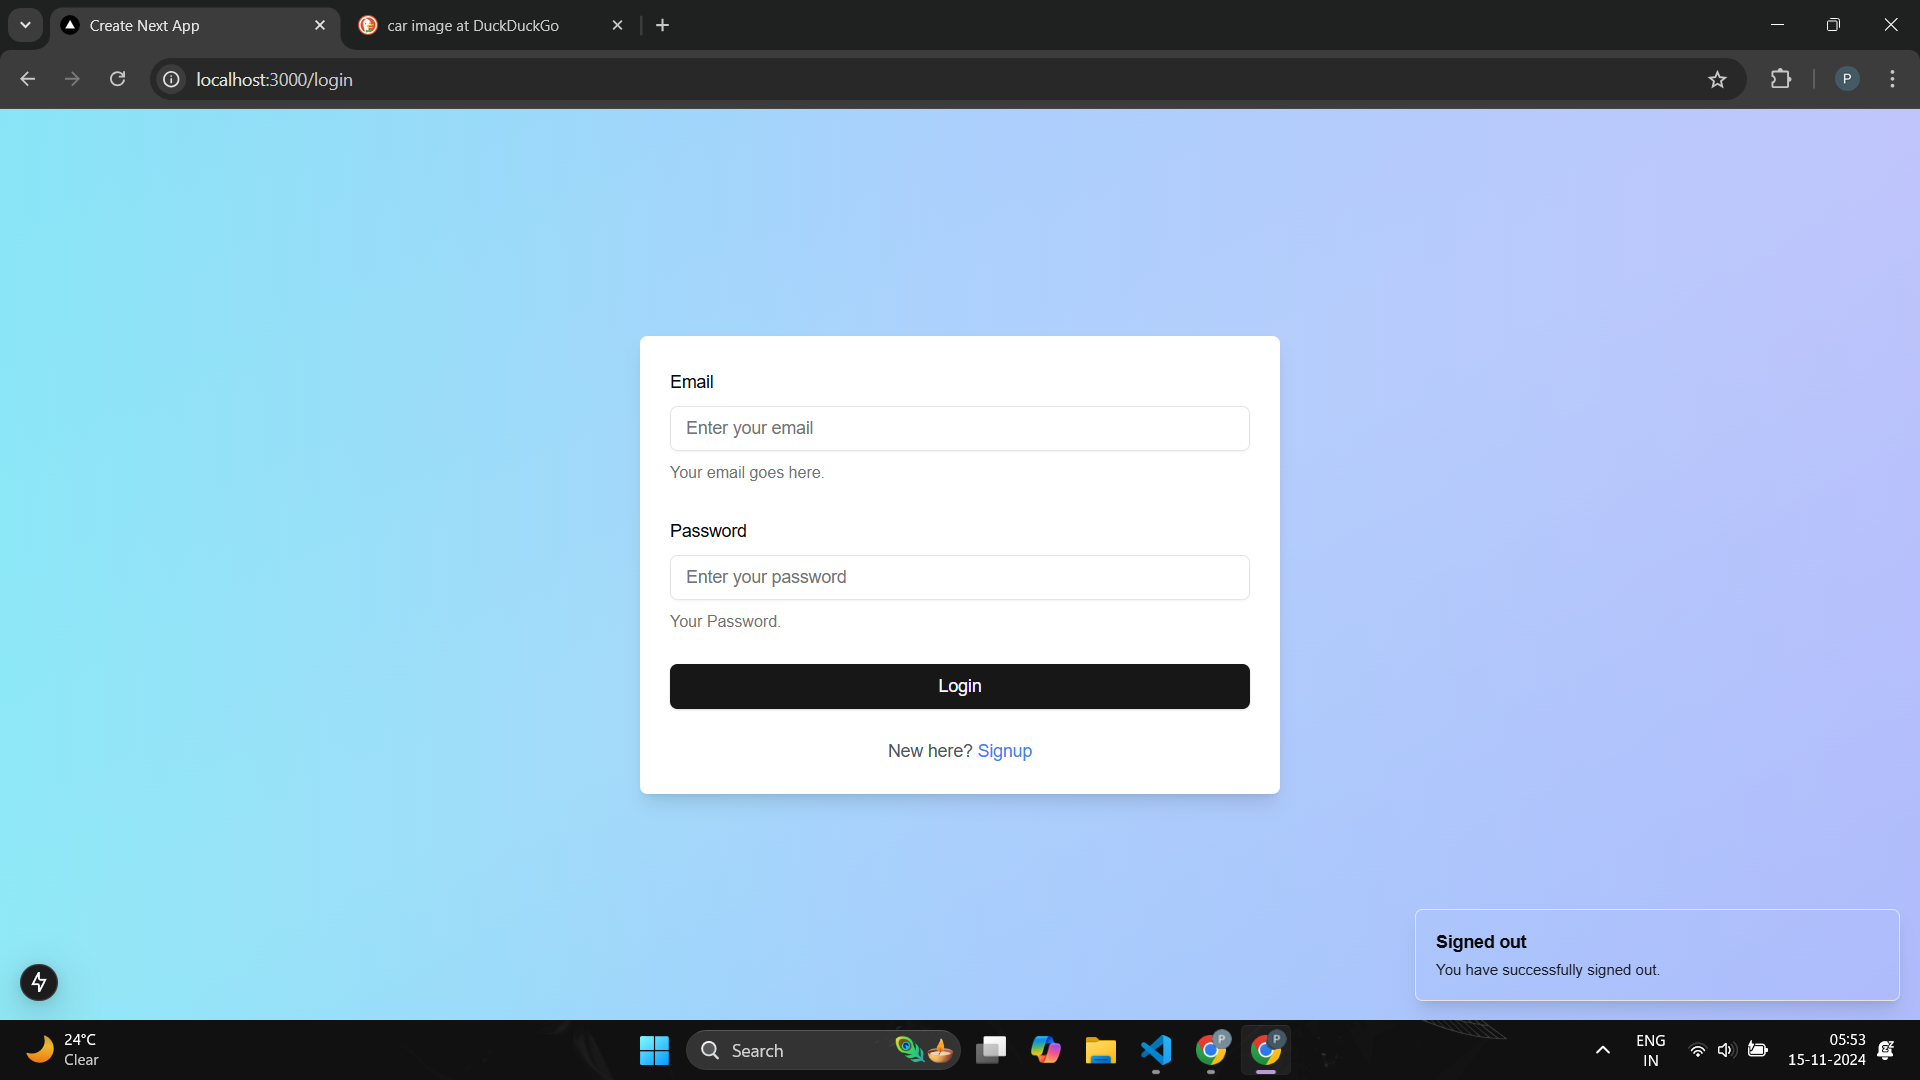 Create Next App
car image at DuckDuckGo
localhost:3000/login
P
Email
Enter your email
Your email goes here.
Password
Enter your password
Your Password.
Login
New here? Signup
Signed out
You have successfully signed out.
24°C
Clear
Search
P
P
ENG
IN
05:53
15-11-2024